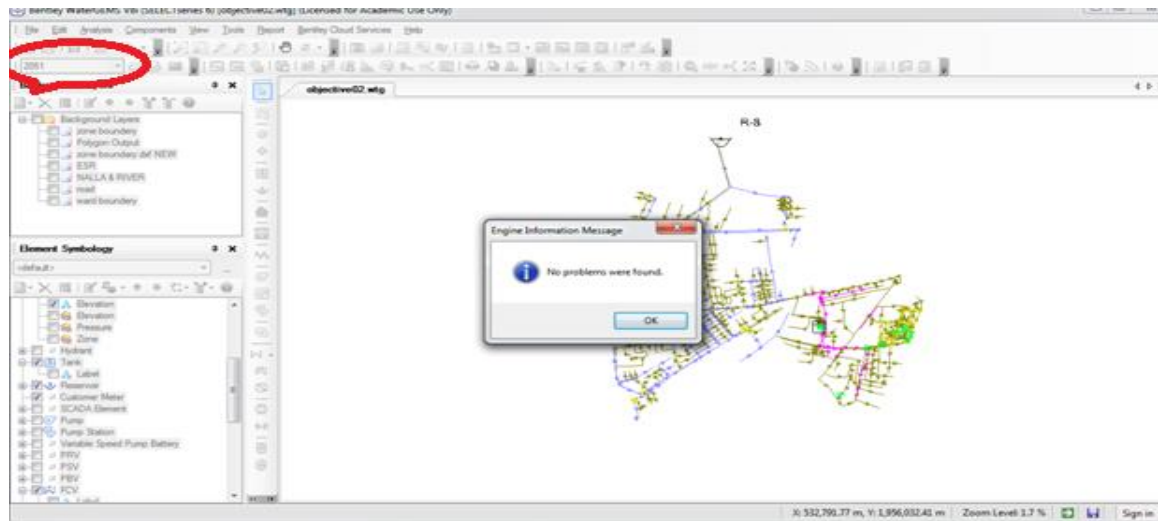 Bentley WaterGEMS V8i (SELECTseries 6) [objective02.wtg] (Licensed for Academic Use Only)
File Edit Analysis Components View Tools Report Bentley Cloud Services Help
2051
objective02.wtg
Background Layers
zone boundery
Polygon Output
zone boundery dxf NEW
ESR
NALLA & RIVER
road
ward boundery
R-S
Engine Information Message
No problems were found.
OK
Element Symbology
<default>
Elevation
Elevation
Pressure
Zone
Hydrant
Tank
Label
Reservoir
Customer Meter
SCADA Element
Pump
Pump Station
Variable Speed Pump Battery
PRV
PSV
PBV
FCV
Label
X: 532,791.77 m, Y: 1,956,032.41 m Zoom Level: 1.7 % Sign in